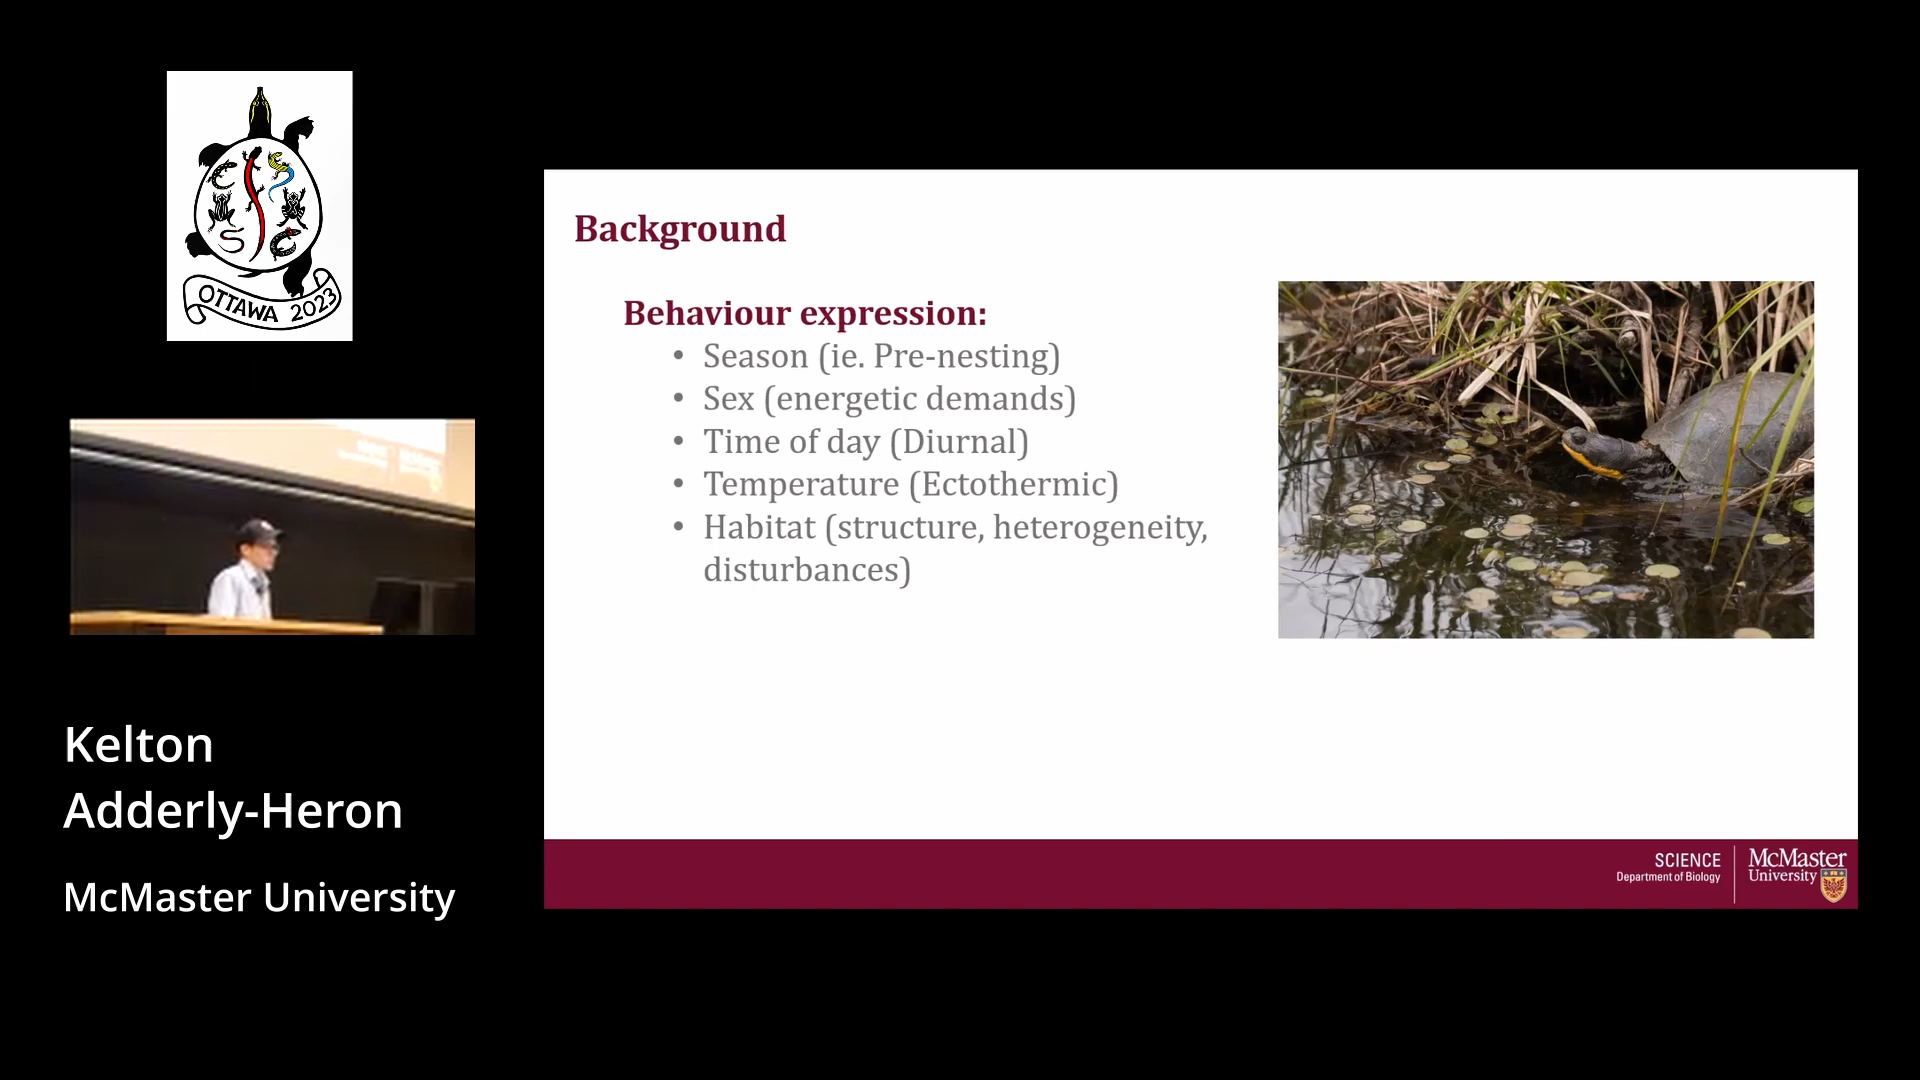 OTTAWA 2023
Kelton
Adderly-Heron
McMaster University
Background
Behaviour expression:
• Season (ie. Pre-nesting)
• Sex (energetic demands)
• Time of day (Diurnal)
• Temperature (Ectothermic)
• Habitat (structure, heterogeneity,
disturbances)
SCIENCE
Department of Biology
McMaster
University